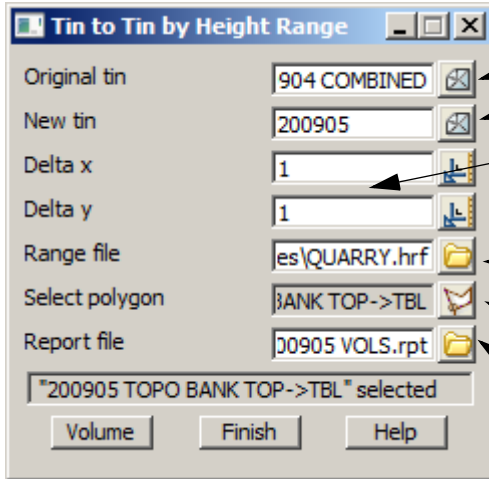 Tin to Tin by Height Range
Original tin 904 COMBINED
New tin 200905
Delta x 1
Delta y 1
Range file es\QUARRY.hrf
Select polygon BANK TOP->TBL
Report file 00905 VOLS.rpt
"200905 TOPO BANK TOP->TBL" selected
Volume Finish Help